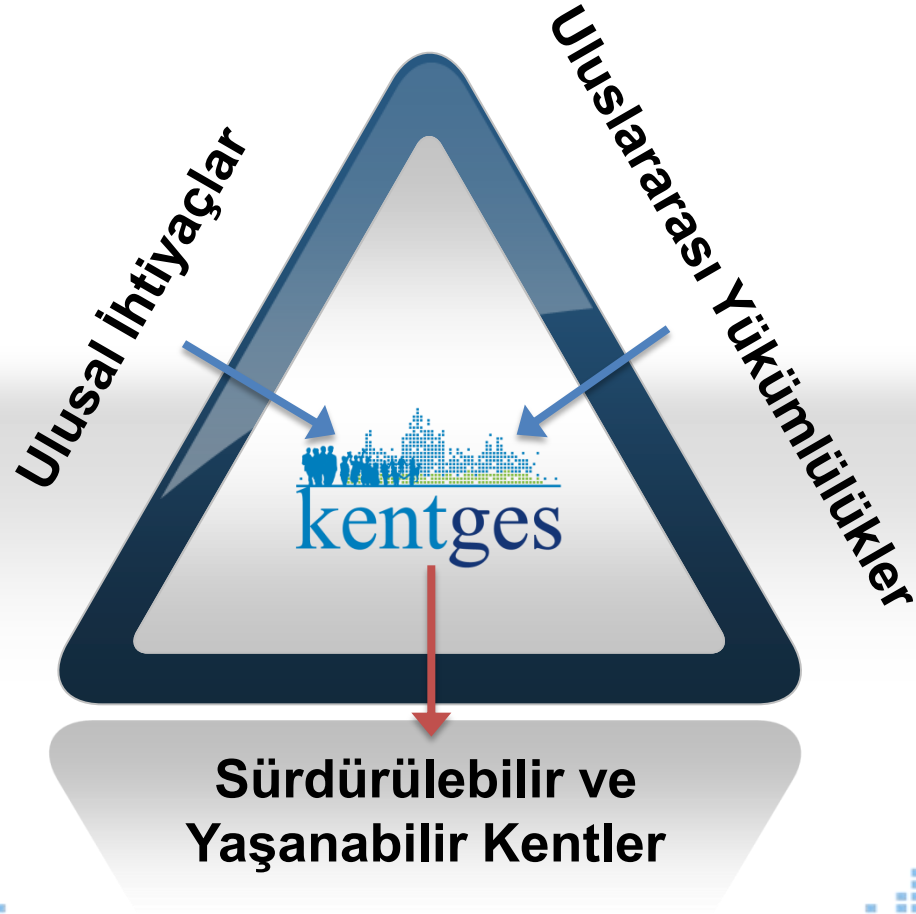 Ulusal İhtiyaçlar
Uluslararası Yükümlülükler
kentges
Sürdürülebilir ve
Yaşanabilir Kentler